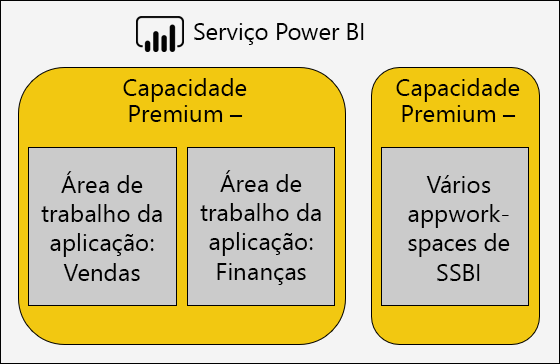 Serviço Power BI
Capacidade
Premium –
Área de
trabalho da
aplicação:
Vendas
Área de
trabalho da
aplicação:
Finanças
Capacidade
Premium –
Vários
appwork-
spaces de
SSBI